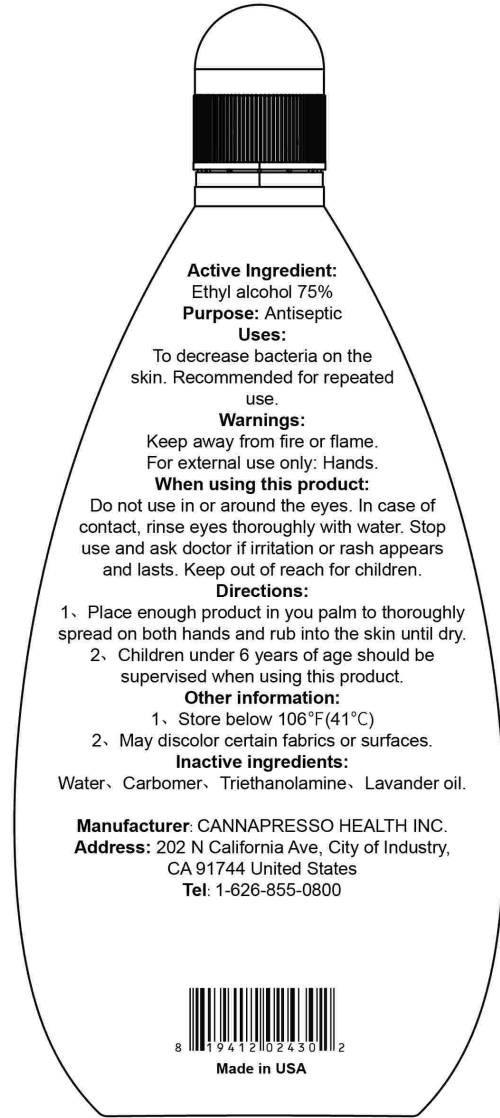 Active Ingredient:
Ethyl alcohol 75%
Purpose: Antiseptic
Uses:
To decrease bacteria on the
skin. Recommended for repeated
use.
Warnings:
Keep away from fire or flame.
For external use only: Hands.
When using this product:
Do not use in or around the eyes. In case of
contact, rinse eyes thoroughly with water. Stop
use and ask doctor if irritation or rash appears
and lasts. Keep out of reach for children.
Directions:
1、Place enough product in you palm to thoroughly
spread on both hands and rub into the skin until dry.
2、Children under 6 years of age should be
supervised when using this product.
Other information:
1、Store below 106°F(41℃)
2、May discolor certain fabrics or surfaces.
Inactive ingredients:
Water、Carbomer、Triethanolamine、Lavander oil.
Manufacturer: CANNAPRESSO HEALTH INC.
Address: 202 N California Ave, City of Industry,
CA 91744 United States
Tel: 1-626-855-0800
8 19412 02430 2
Made in USA